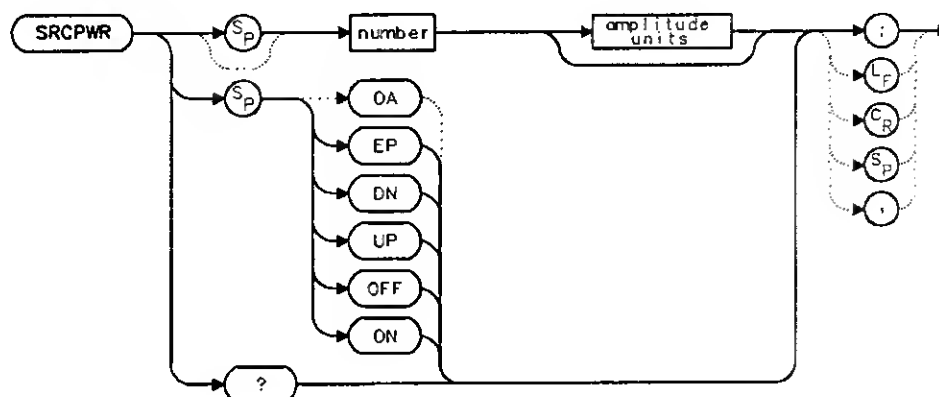 SRCPWR
SP
number
amplitude
units
;
LF
CR
SP
,
SP
OA
EP
DN
UP
OFF
ON
?